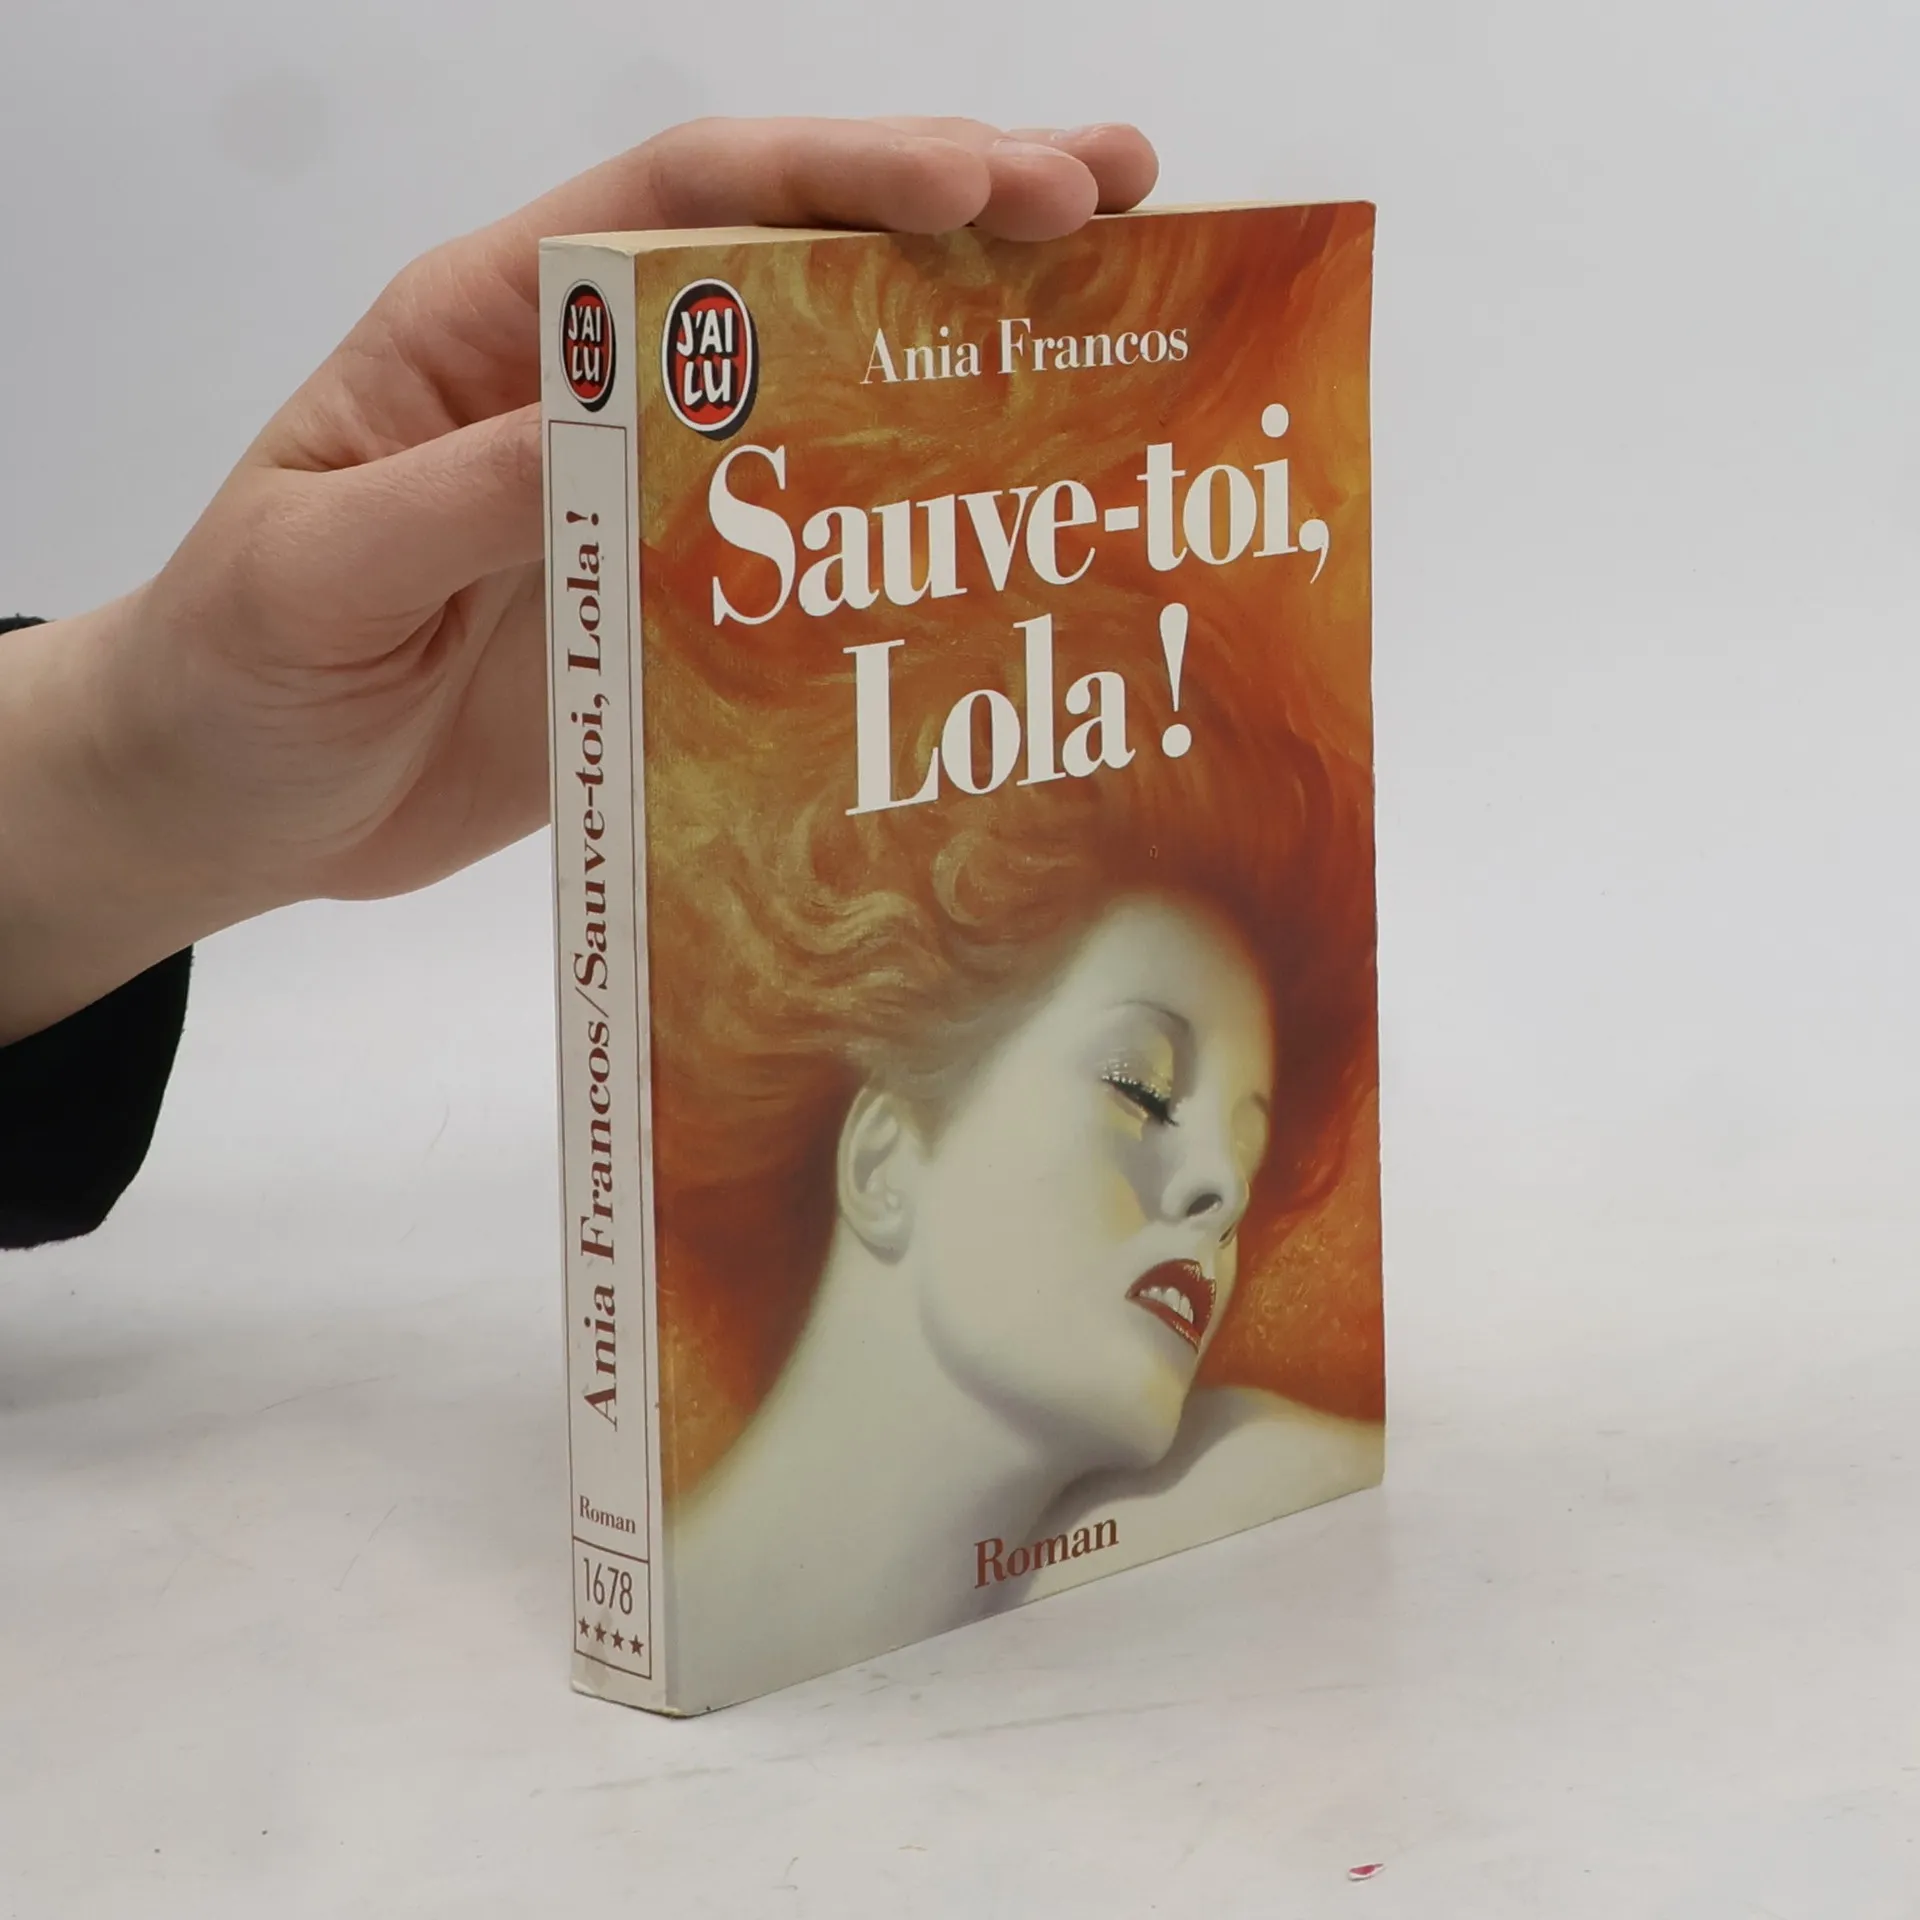 J'AI
LU
Ania Francos/Sauve-toi, Lola !
Roman
1678
★★★★
J'AI
LU
Ania Francos
Sauve-toi,
Lola !
Roman